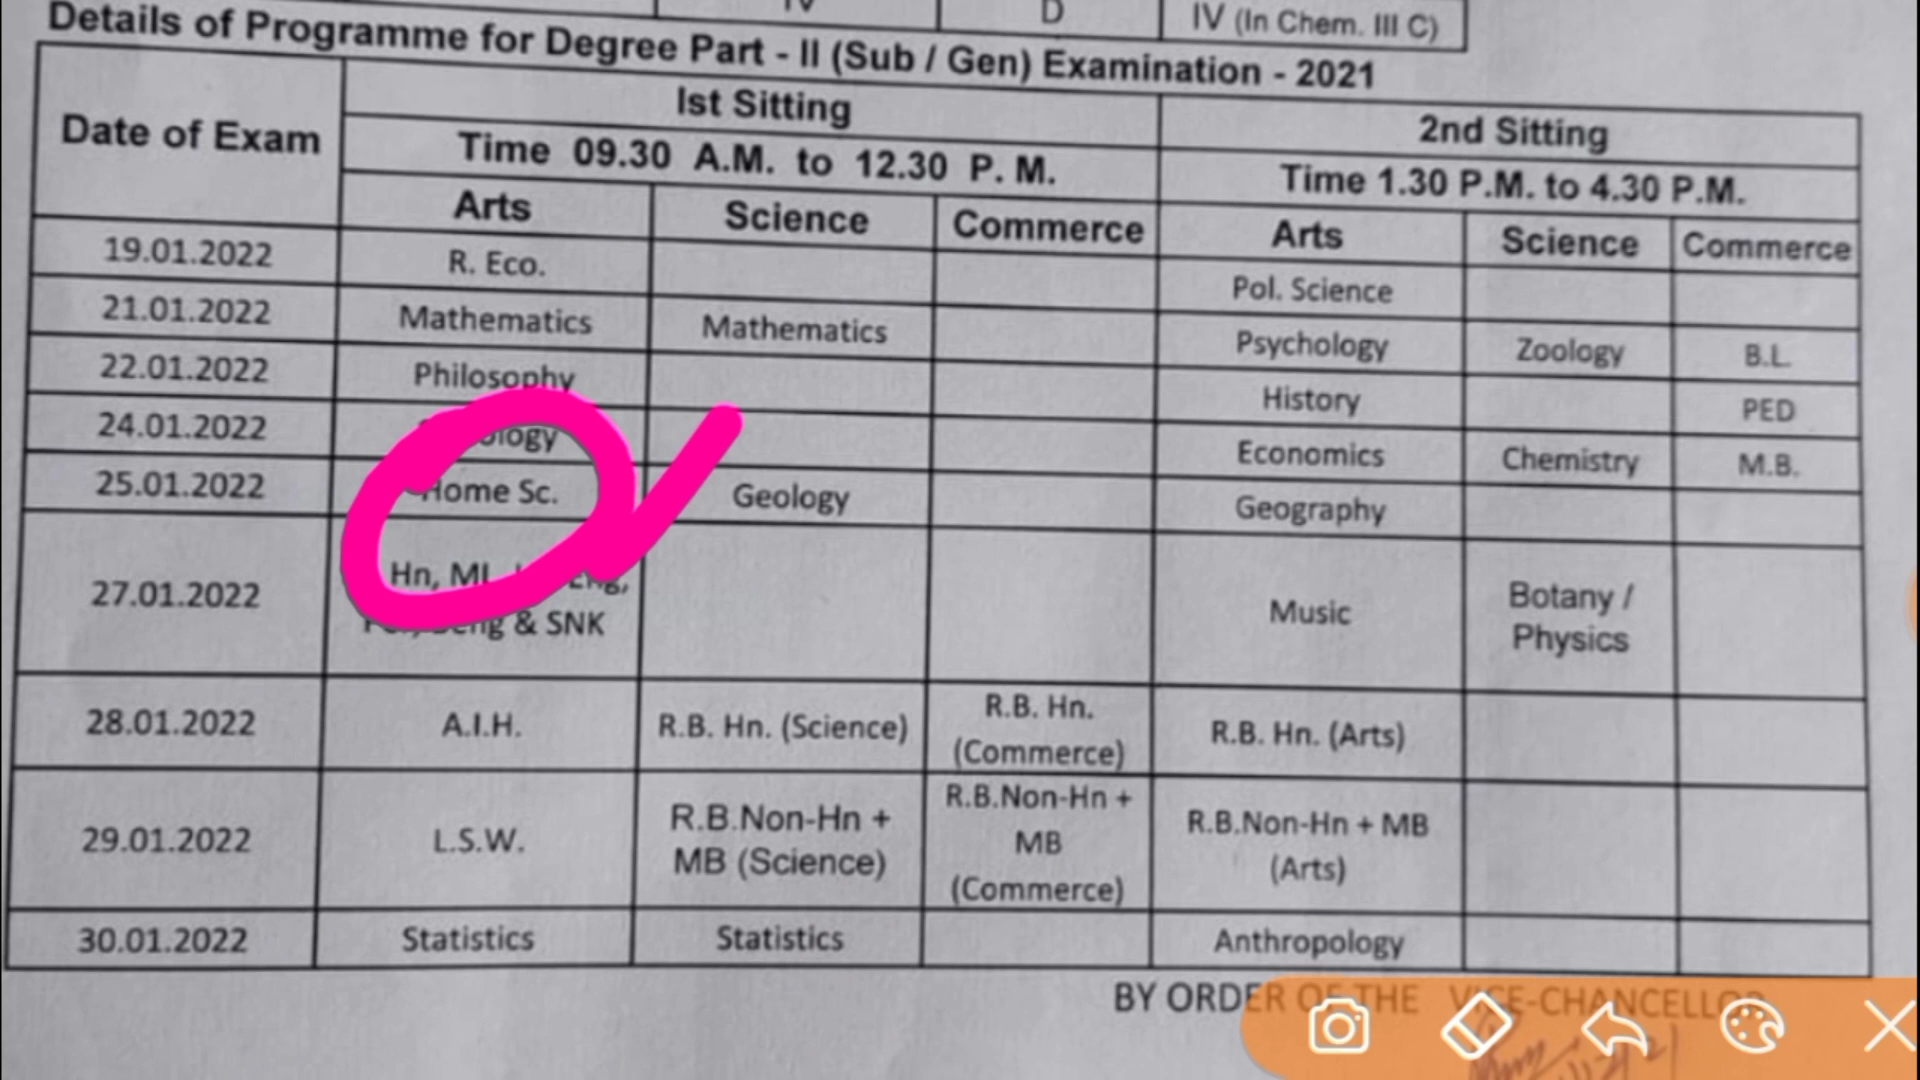 IV D IV (In Chem. III C)
Details of Programme for Degree Part - II (Sub / Gen) Examination - 2021
Date of Exam Ist Sitting 2nd Sitting
Time 09.30 A.M. to 12.30 P. M. Time 1.30 P.M. to 4.30 P.M.
Arts Science Commerce Arts Science Commerce
19.01.2022 R. Eco. Pol. Science
21.01.2022 Mathematics Mathematics Psychology Zoology B.L.
22.01.2022 Philosophy History PED
24.01.2022 Economics Chemistry M.B.
25.01.2022 Home Sc. Geology Geography
27.01.2022 Hn, Music Botany /
& SNK Physics
28.01.2022 A.I.H. R.B. Hn. (Science) R.B. Hn. R.B. Hn. (Arts)
(Commerce)
29.01.2022 L.S.W. R.B.Non-Hn + R.B.Non-Hn + R.B.Non-Hn + MB
MB (Science) MB (Arts)
(Commerce)
30.01.2022 Statistics Statistics Anthropology
BY ORDER OF THE VICE-CHANCELLOR